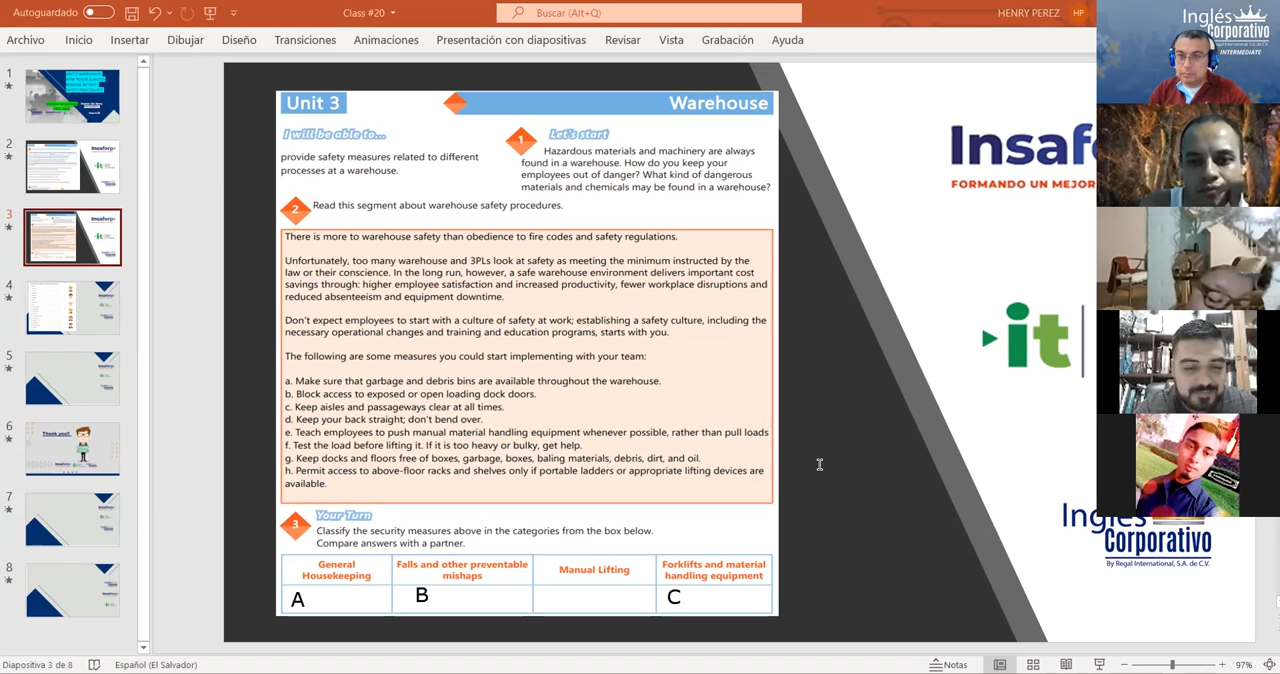 Autoguardado
Class #20
Buscar (Alt+Q)
HENRY PEREZ
HP
Archivo Inicio Insertar Dibujar Diseño Transiciones Animaciones Presentación con diapositivas Revisar Vista Grabación Ayuda
Inglés
Corporativo
by Regal International, S.A. de C.V.
INTERMEDIATE
1
2
3
4
5
6
Thank you!!
7
8
Unit 3
Warehouse
I will be able to...
provide safety measures related to different
processes at a warehouse.
1
Let's start
Hazardous materials and machinery are always
found in a warehouse. How do you keep your
employees out of danger? What kind of dangerous
materials and chemicals may be found in a warehouse?
2
Read this segment about warehouse safety procedures.
There is more to warehouse safety than obedience to fire codes and safety regulations.
Unfortunately, too many warehouse and 3PLs look at safety as meeting the minimum instructed by the
law or their conscience. In the long run, however, a safe warehouse environment delivers important cost
savings through: higher employee satisfaction and increased productivity, fewer workplace disruptions and
reduced absenteeism and equipment downtime.
Don't expect employees to start with a culture of safety at work; establishing a safety culture, including the
necessary operational changes and training and education programs, starts with you.
The following are some measures you could start implementing with your team:
a. Make sure that garbage and debris bins are available throughout the warehouse.
b. Block access to exposed or open loading dock doors.
c. Keep aisles and passageways clear at all times.
d. Keep your back straight; don't bend over.
e. Teach employees to push manual material handling equipment whenever possible, rather than pull loads
f. Test the load before lifting it. If it is too heavy or bulky, get help.
g. Keep docks and floors free of boxes, garbage, boxes, baling materials, debris, dirt, and oil.
h. Permit access to above-floor racks and shelves only if portable ladders or appropriate lifting devices are
available.
3
Your Turn
Classify the security measures above in the categories from the box below.
Compare answers with a partner.
General
Housekeeping
Falls and other preventable
mishaps
Manual Lifting
Forklifts and material
handling equipment
A
B
C
Insafo
FORMANDO UN MEJOR
it
Inglés
Corporativo
By Regal International, S.A. de C.V.
Diapositiva 3 de 8
Español (El Salvador)
Notas
97%